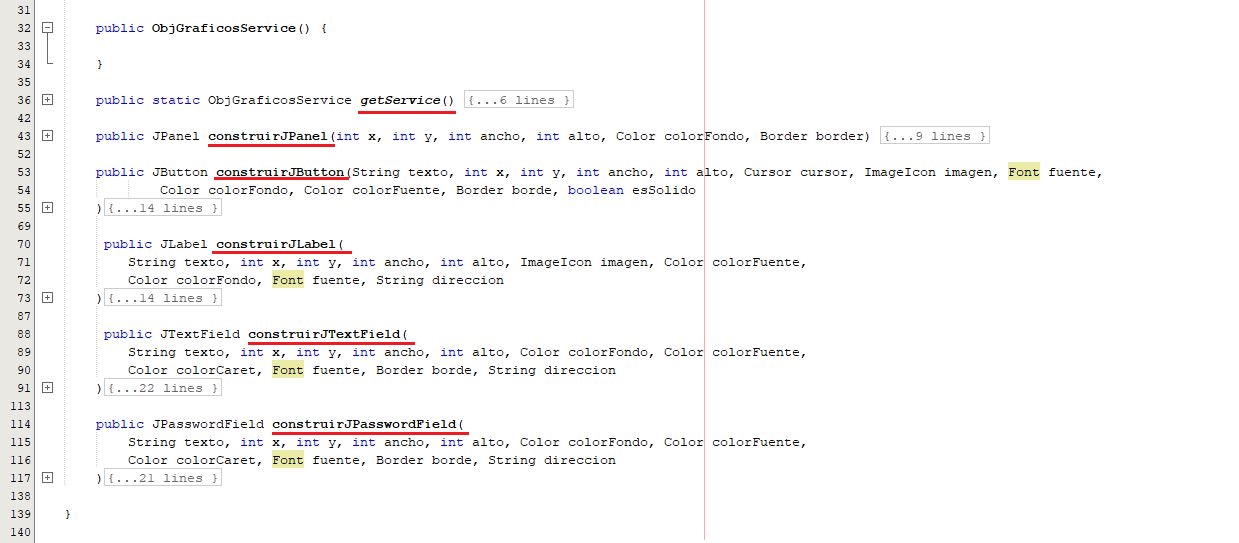 31
32 public ObjGraficosService() {
33
34 }
35
36 public static ObjGraficosService getService() {...6 lines }
42
43 public JPanel construirJPanel(int x, int y, int ancho, int alto, Color colorFondo, Border border) {...9 lines }
52
53 public JButton construirJButton(String texto, int x, int y, int ancho, int alto, Cursor cursor, ImageIcon imagen, Font fuente,
54 Color colorFondo, Color colorFuente, Border borde, boolean esSolido
55 ){...14 lines }
69
70 public JLabel construirJLabel(
71 String texto, int x, int y, int ancho, int alto, ImageIcon imagen, Color colorFuente,
72 Color colorFondo, Font fuente, String direccion
73 ){...14 lines }
87
88 public JTextField construirJTextField(
89 String texto, int x, int y, int ancho, int alto, Color colorFondo, Color colorFuente,
90 Color colorCaret, Font fuente, Border borde, String direccion
91 ){...22 lines }
113
114 public JPasswordField construirJPasswordField(
115 String texto, int x, int y, int ancho, int alto, Color colorFondo, Color colorFuente,
116 Color colorCaret, Font fuente, Border borde, String direccion
117 ){...21 lines }
138
139 }
140